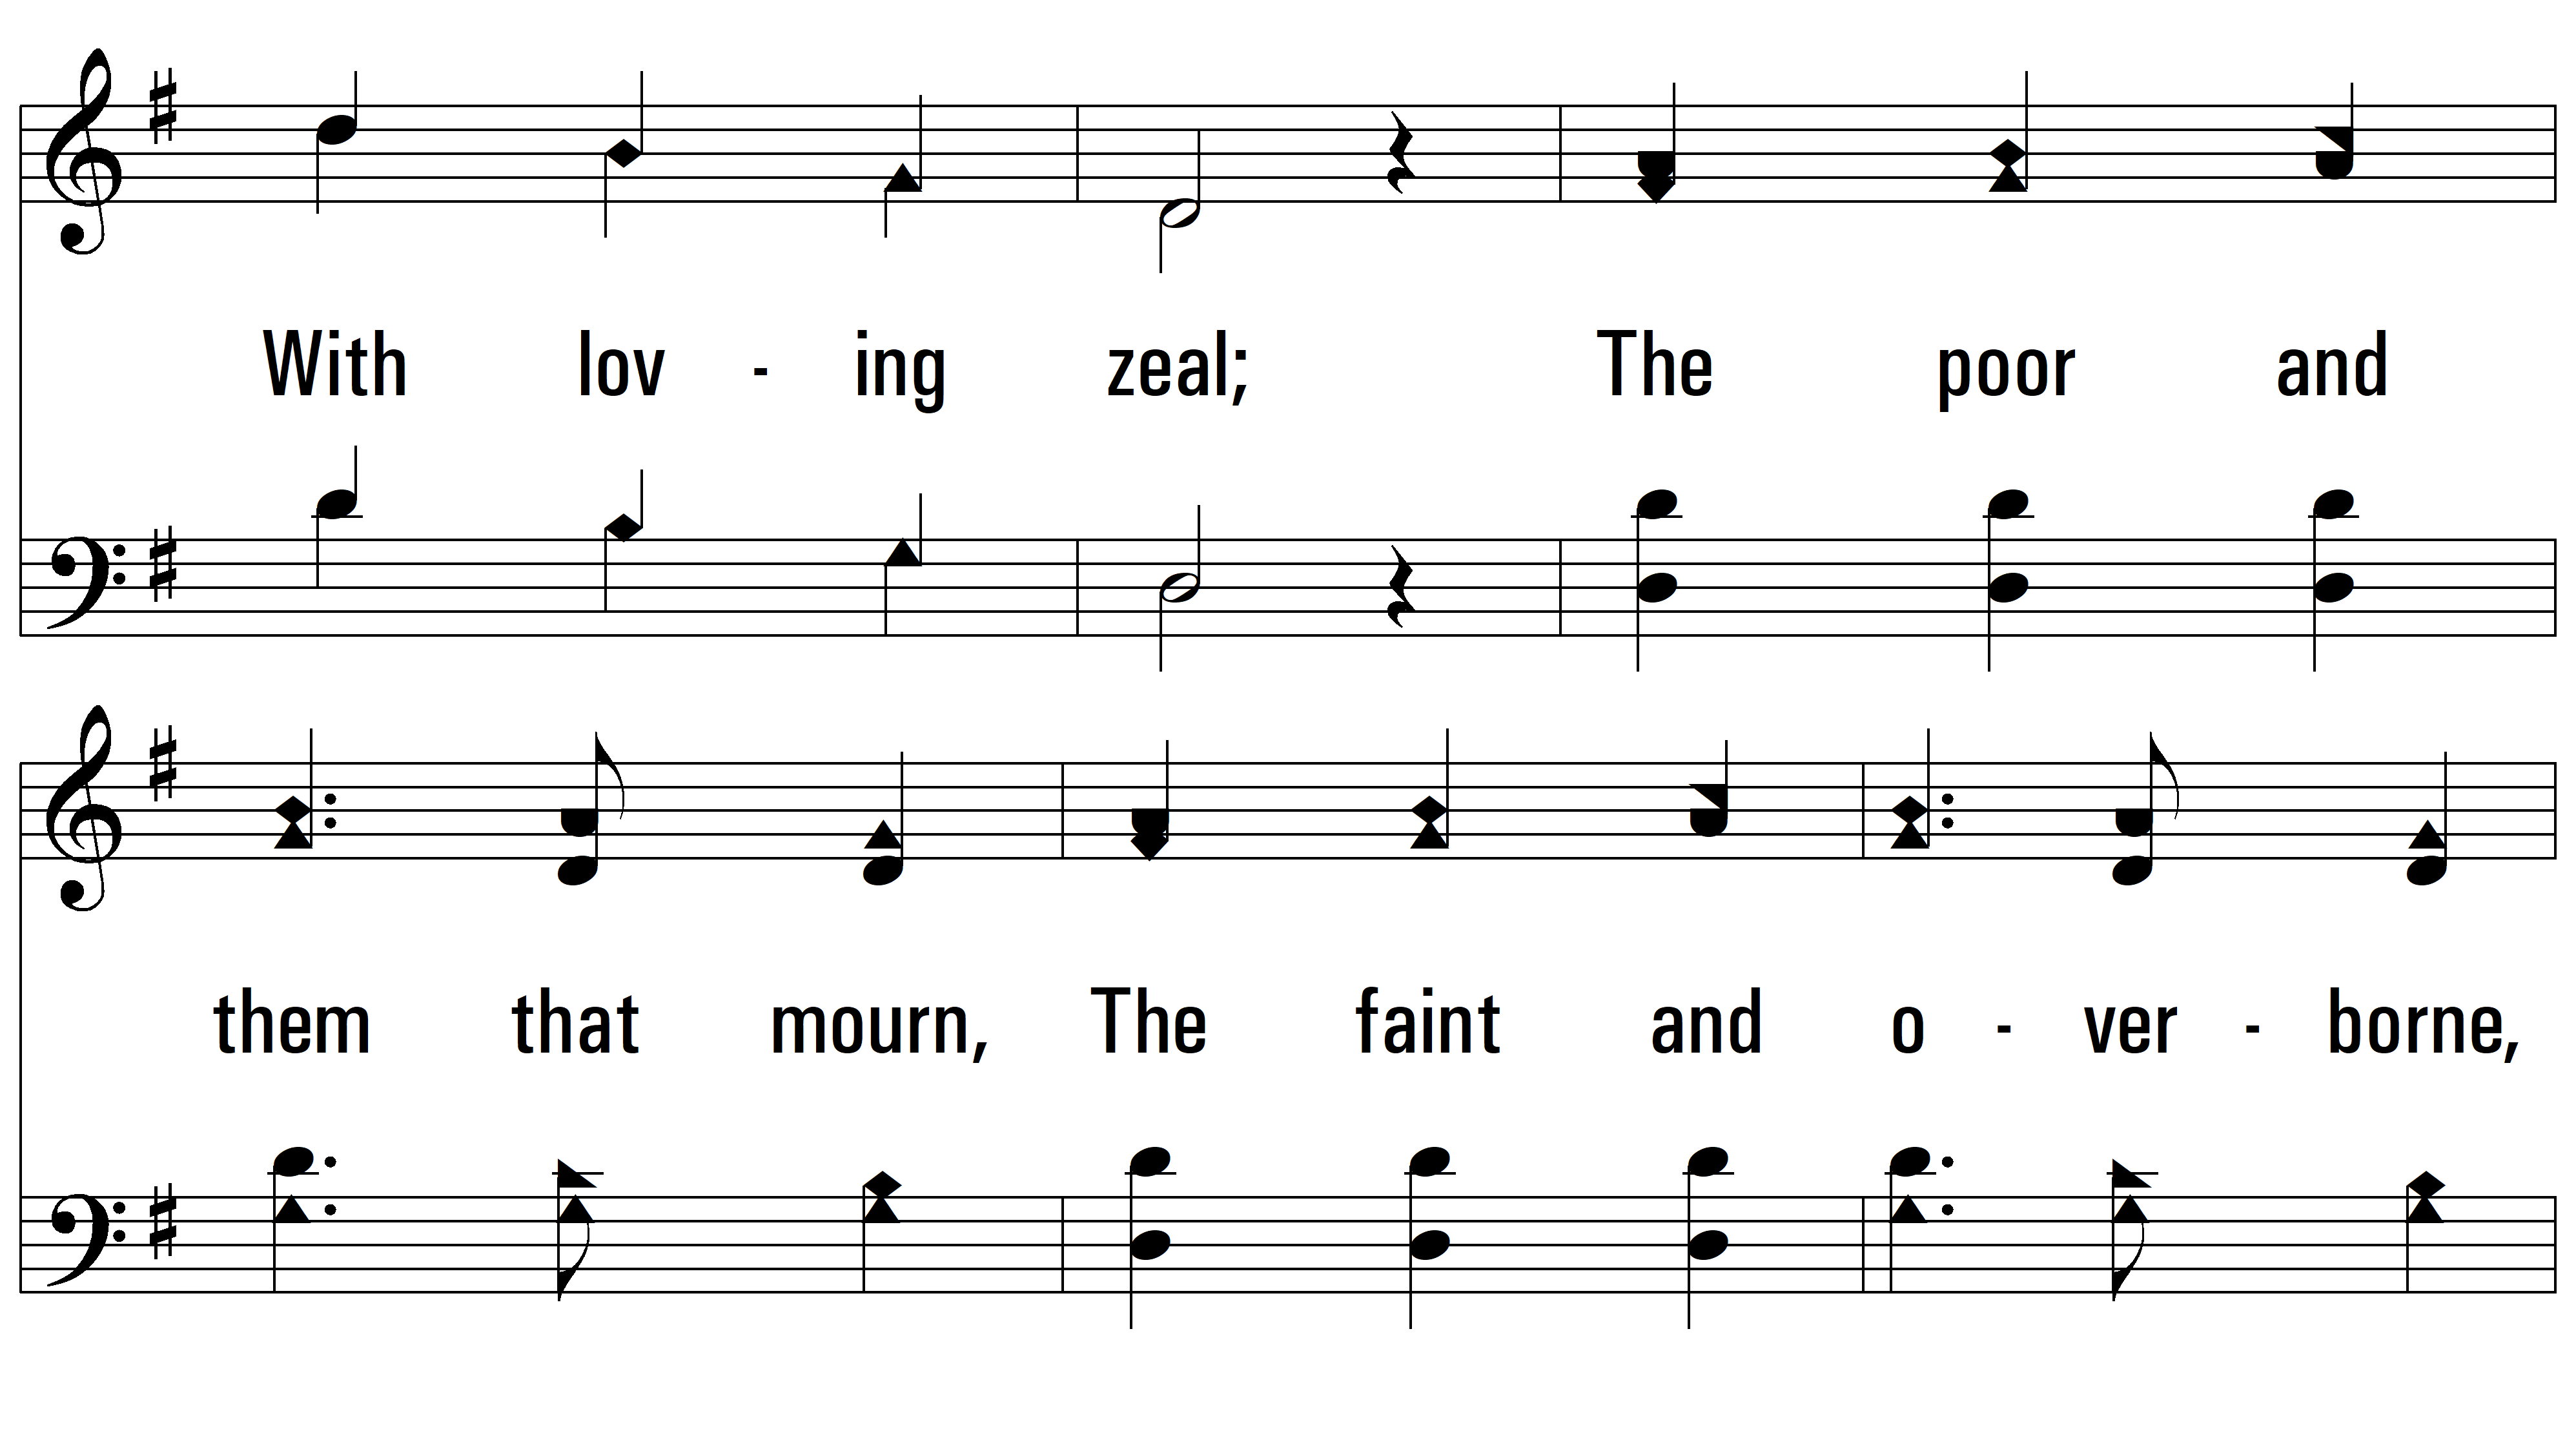 With lov - ing zeal; The poor and
them that mourn, The faint and o - ver - borne,